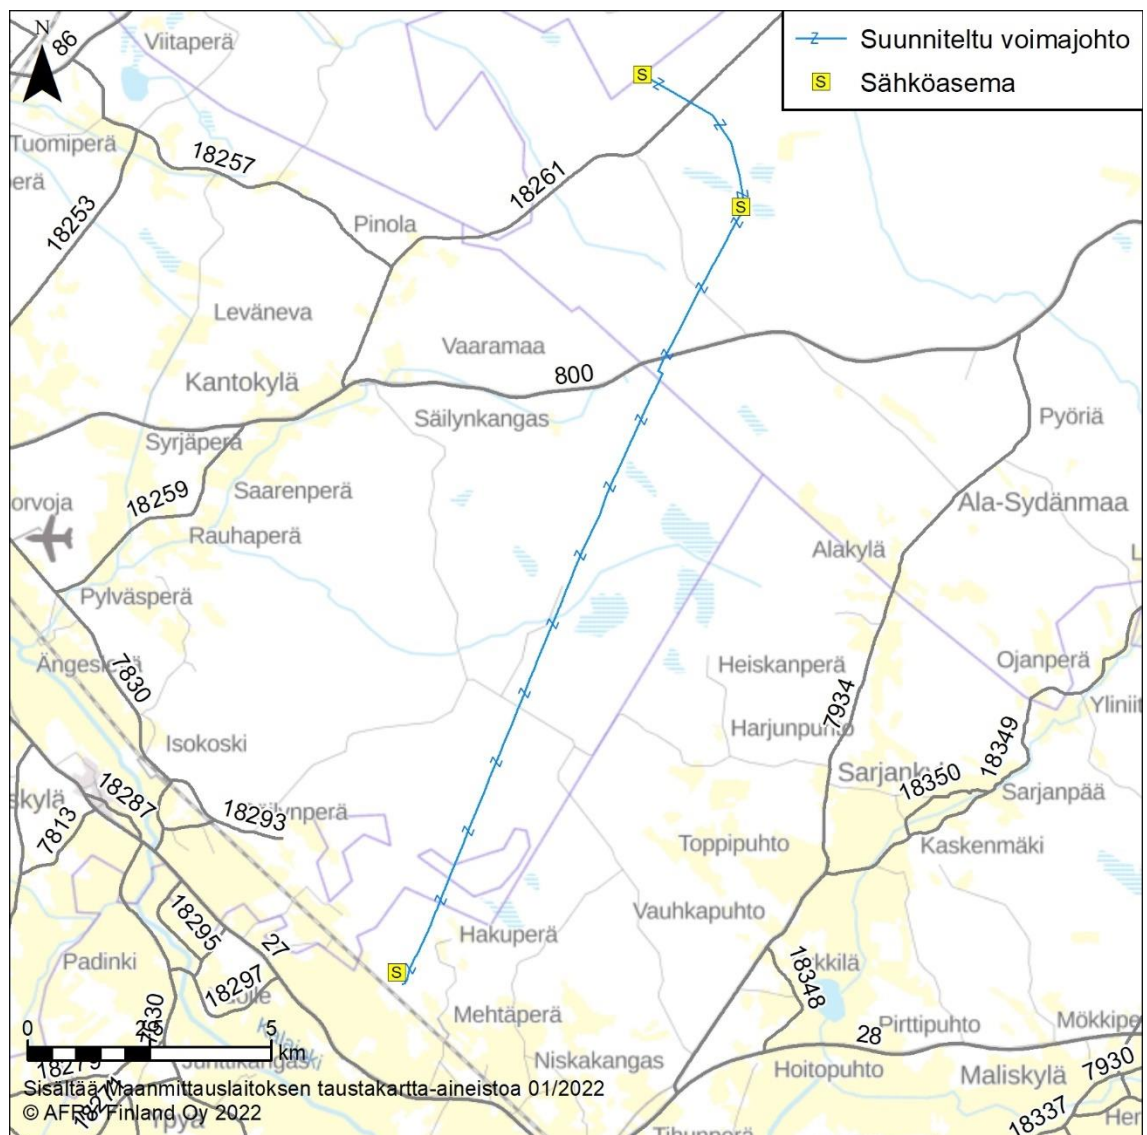 N
86
Viitaperä
Z Suunniteltu voimajohto
S Sähköasema
S
Tuomiperä
18257
18261
18253
Pinola
S
Leväneva
Vaaramaa
800
Kantokylä
Säilynkangas
Pyöriä
Syrjäperä
18259
Saarenperä
Ala-Sydänmaa
Rauhaperä
Alakylä
Pylväsperä
7830
Heiskanperä
Ojanperä
7934
Harjunpuhto
18349
Isokoski
18350
18287
18293
7813
Sarjanpää
Toppipuhto
Kaskenmäki
Vauhkapuhto
18295
27
Hakuperä
Padinki
18297
S
18348
Mehtäperä
28
Pirttipuhto
0
5
km
Niskakangas
Hoitopuhto
Maliskylä
7930
18279
18337
Sisältää Maanmittauslaitoksen taustakartta-aineistoa 01/2022
© AFRY Finland Oy 2022
Ypyä